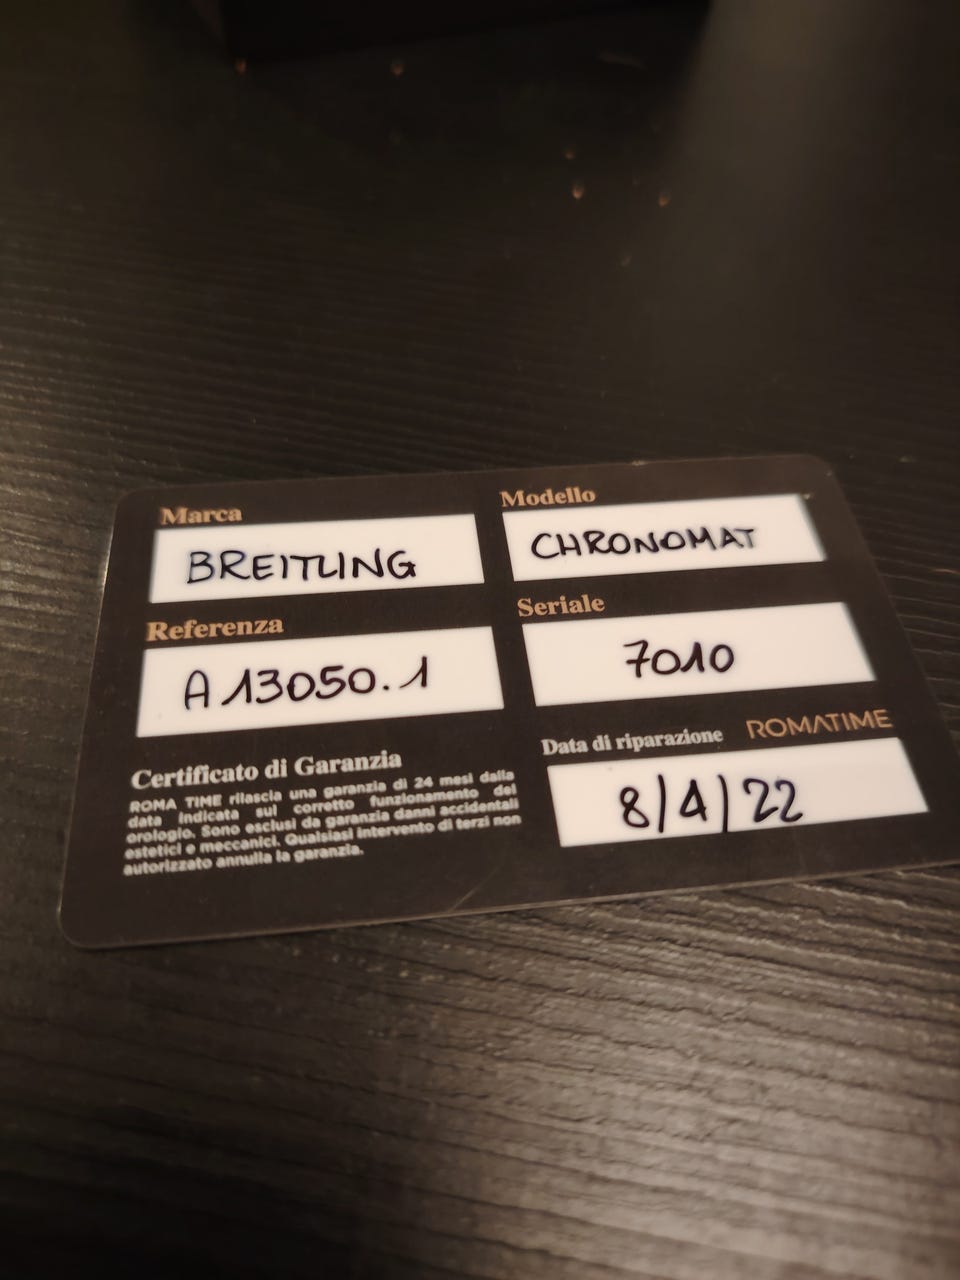 Marca
BREITLING
Modello
CHRONOMAT
Referenza
A13050.1
Seriale
7010
Certificato di Garanzia
ROMA TIME rilascia una garanzia di 24 mesi dalla
data indicata sul corretto funzionamento del
orologio. Sono esclusi da garanzia danni accidentali
estetici e meccanici. Qualsiasi intervento di terzi non
autorizzato annulla la garanzia.
Data di riparazione
ROMATIME
8/4/22